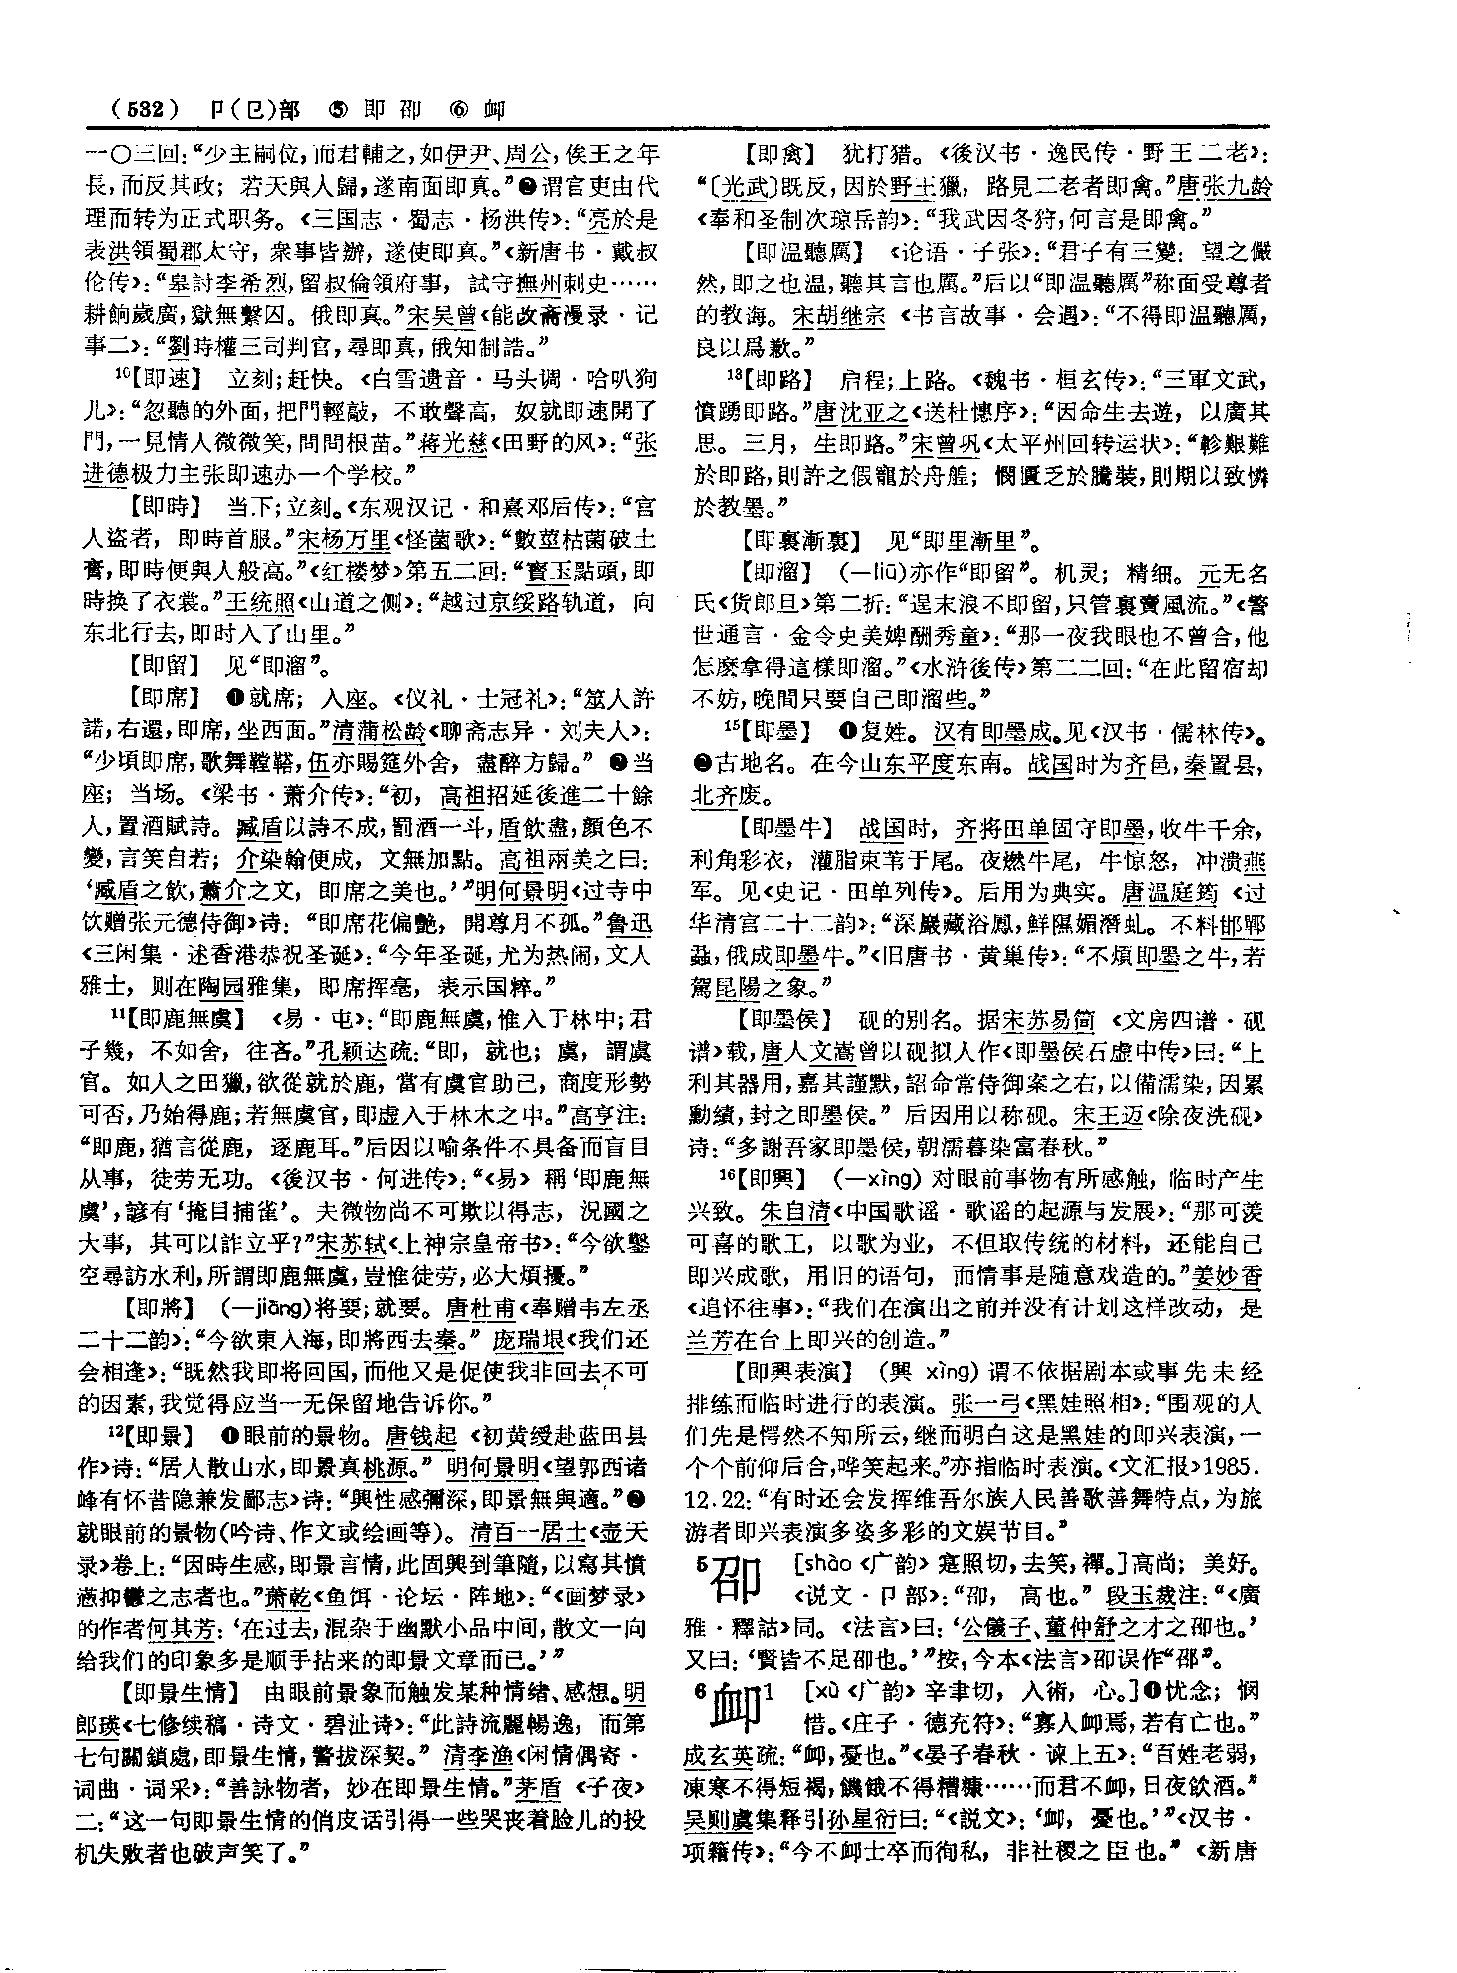 （532） 卩（㔾）部 ⑤ 即 卲 ⑥ 卹
一〇三回：“少主嗣位，而君輔之，如伊尹、周公，俟王之年
長，而反其政；若天與人歸，遂南面即真。”❷谓官吏由代
理而转为正式职务。《三国志·蜀志·杨洪传》：“亮於是
表洪領蜀郡太守，衆事皆辦，遂使即真。”《新唐书·戴叔
伦传》：“皋討李希烈，留叔倫領府事，試守撫州刺史……
耕餉歲廣，獄無繫囚。俄即真。”宋吴曾《能改斋漫录·记
事二》：“劉時權三司判官，尋即真，俄知制誥。”
10【即速】 立刻；赶快。《白雪遗音·马头调·哈叭狗
儿》：“忽聽的外面，把門輕敲，不敢聲高，奴就即速開了
門，一見情人微微笑，問問根苗。”蒋光慈《田野的风》：“张
进德极力主张即速办一个学校。”
【即時】 当下；立刻。《东观汉记·和熹邓后传》：“宫
人盗者，即時首服。”宋杨万里《怪菌歌》：“數莖枯菌破土
膏，即時便與人般高。”《红楼梦》第五二回：“寶玉點頭，即
時换了衣裳。”王统照《山道之侧》：“越过京绥路轨道，向
东北行去，即时入了山里。”
【即留】 见“即溜”。
【即席】 ❶就席；入座。《仪礼·士冠礼》：“筮人許
諾，右還，即席，坐西面。”清蒲松龄《聊斋志异·刘夫人》：
“少頃即席，歌舞鞺鞳，伍亦賜筵外舍，盡醉方歸。”❷当
座；当场。《梁书·萧介传》：“初，高祖招延後進二十餘
人，置酒賦詩。臧盾以詩不成，罰酒一斗，盾飲盡，顔色不
變，言笑自若；介染翰便成，文無加點。高祖兩美之曰：
‘臧盾之飲，蕭介之文，即席之美也。’”明何景明《过寺中
饮赠张元德侍御》诗：“即席花偏艷，開尊月不孤。”鲁迅
《三闲集·述香港恭祝圣诞》：“今年圣诞，尤为热闹，文人
雅士，则在陶园雅集，即席挥毫，表示国粹。”
11【即鹿無虞】 《易·屯》：“即鹿無虞，惟入于林中；君
子幾，不如舍，往吝。”孔颖达疏：“即，就也；虞，謂虞
官。如人之田獵，欲從就於鹿，當有虞官助己，商度形勢
可否，乃始得鹿；若無虞官，即虚入于林木之中。”高亨注：
“即鹿，猶言從鹿，逐鹿耳。”后因以喻条件不具备而盲目
从事，徒劳无功。《後汉书·何进传》：“《易》稱‘即鹿無
虞’，諺有‘掩目捕雀’。夫微物尚不可欺以得志，況國之
大事，其可以詐立乎？”宋苏轼《上神宗皇帝书》：“今欲鑿
空尋訪水利，所謂即鹿無虞，豈惟徒劳，必大煩擾。”
【即將】 （—jiāng）将要；就要。唐杜甫《奉赠韦左丞
二十二韵》：“今欲東入海，即將西去秦。”庞瑞垠《我们还
会相逢》：“既然我即将回国，而他又是促使我非回去不可
的因素，我觉得应当一无保留地告诉你。”
12【即景】 ❶眼前的景物。唐钱起《初黄绶赴蓝田县
作》诗：“居人散山水，即景真桃源。”明何景明《望郭西诸
峰有怀昔隐兼发鄙志》诗：“興性感彌深，即景無與適。”❷
就眼前的景物（吟诗、作文或绘画等）。清百一居士《壶天
录》卷上：“因時生感，即景言情，此固興到筆隨，以寫其憤
懣抑鬱之志者也。”萧乾《鱼饵·论坛·阵地》：“《画梦录》
的作者何其芳：‘在过去，混杂于幽默小品中间，散文一向
给我们的印象多是顺手拈来的即景文章而已。’”
【即景生情】 由眼前景象而触发某种情绪、感想。明
郎瑛《七修续稿·诗文·碧沚诗》：“此詩流麗暢逸，而第
七句關鎖處，即景生情，警拔深契。”清李渔《闲情偶寄·
词曲·词采》：“善詠物者，妙在即景生情。”茅盾《子夜》
二：“这一句即景生情的俏皮话引得一些哭丧着脸儿的投
机失败者也破声笑了。”
【即禽】 犹打猎。《後汉书·逸民传·野王二老》：
“〔光武〕既反，因於野王獵，路見二老者即禽。”唐张九龄
《奉和圣制次琼岳韵》：“我武因冬狩，何言是即禽。”
【即温聽厲】 《论语·子张》：“君子有三變：望之儼
然，即之也温，聽其言也厲。”后以“即温聽厲”称面受尊者
的教诲。宋胡继宗《书言故事·会遇》：“不得即温聽厲，
良以爲歉。”
13【即路】 启程；上路。《魏书·桓玄传》：“三軍文武，
憤踴即路。”唐沈亚之《送杜憓序》：“因命生去遊，以廣其
思。三月，生即路。”宋曾巩《太平州回转运状》：“軫艱難
於即路，則許之假寵於舟艎；憫匱乏於騰裝，則期以致憐
於教墨。”
【即裏漸裏】 见“即里渐里”。
【即溜】 （—liū）亦作“即留”。机灵；精细。元无名
氏《货郎旦》第二折：“逞末浪不即留，只管裏賣風流。”《警
世通言·金令史美婢酬秀童》：“那一夜我眼也不曾合，他
怎麽拿得這樣即溜。”《水浒後传》第二二回：“在此留宿却
不妨，晚間只要自己即溜些。”
15【即墨】 ❶复姓。汉有即墨成。见《汉书·儒林传》。
❷古地名。在今山东平度东南。战国时为齐邑，秦置县，
北齐废。
【即墨牛】 战国时，齐将田单固守即墨，收牛千余，
利角彩衣，灌脂束苇于尾。夜燃牛尾，牛惊怒，冲溃燕
军。见《史记·田单列传》。后用为典实。唐温庭筠《过
华清宫二十二韵》：“深巖藏浴鳳，鮮隰媚潛虬。不料邯鄲
蝨，俄成即墨牛。”《旧唐书·黄巢传》：“不煩即墨之牛，若
駕昆陽之象。”
【即墨侯】 砚的别名。据宋苏易简《文房四谱·砚
谱》载，唐人文嵩曾以砚拟人作《即墨侯石虚中传》曰：“上
利其器用，嘉其謹默，詔命常侍御案之右，以備濡染，因累
勳績，封之即墨侯。”后因用以称砚。宋王迈《除夜洗砚》
诗：“多謝吾家即墨侯，朝濡暮染富春秋。”
16【即興】 （—xìng）对眼前事物有所感触，临时产生
兴致。朱自清《中国歌谣·歌谣的起源与发展》：“那可羡
可喜的歌工，以歌为业，不但取传统的材料，还能自己
即兴成歌，用旧的语句，而情事是随意戏造的。”姜妙香
《追怀往事》：“我们在演出之前并没有计划这样改动，是
兰芳在台上即兴的创造。”
【即興表演】 （興 xìng）谓不依据剧本或事先未经
排练而临时进行的表演。张一弓《黑娃照相》：“围观的人
们先是愕然不知所云，继而明白这是黑娃的即兴表演，一
个个前仰后合，哗笑起来。”亦指临时表演。《文汇报》1985．
12．22：“有时还会发挥维吾尔族人民善歌善舞特点，为旅
游者即兴表演多姿多彩的文娱节目。”
5卲 ［shào《广韵》寔照切，去笑，禪。］高尚；美好。
《说文·卩部》：“卲，高也。”段玉裁注：“《廣
雅·釋詁》同。《法言》曰：‘公儀子、董仲舒之才之卲也。’
又曰：‘賢皆不足卲也。’”按，今本《法言》卲误作“邵”。
6卹1 ［xù《广韵》辛聿切，入術，心。］❶忧念；悯
惜。《庄子·德充符》：“寡人卹焉，若有亡也。”
成玄英疏：“卹，憂也。”《晏子春秋·谏上五》：“百姓老弱，
凍寒不得短褐，饑餓不得糟糠……而君不卹，日夜飲酒。”
吴则虞集释引孙星衍曰：“《説文》：‘卹，憂也。’”《汉书·
项籍传》：“今不卹士卒而徇私，非社稷之臣也。”《新唐